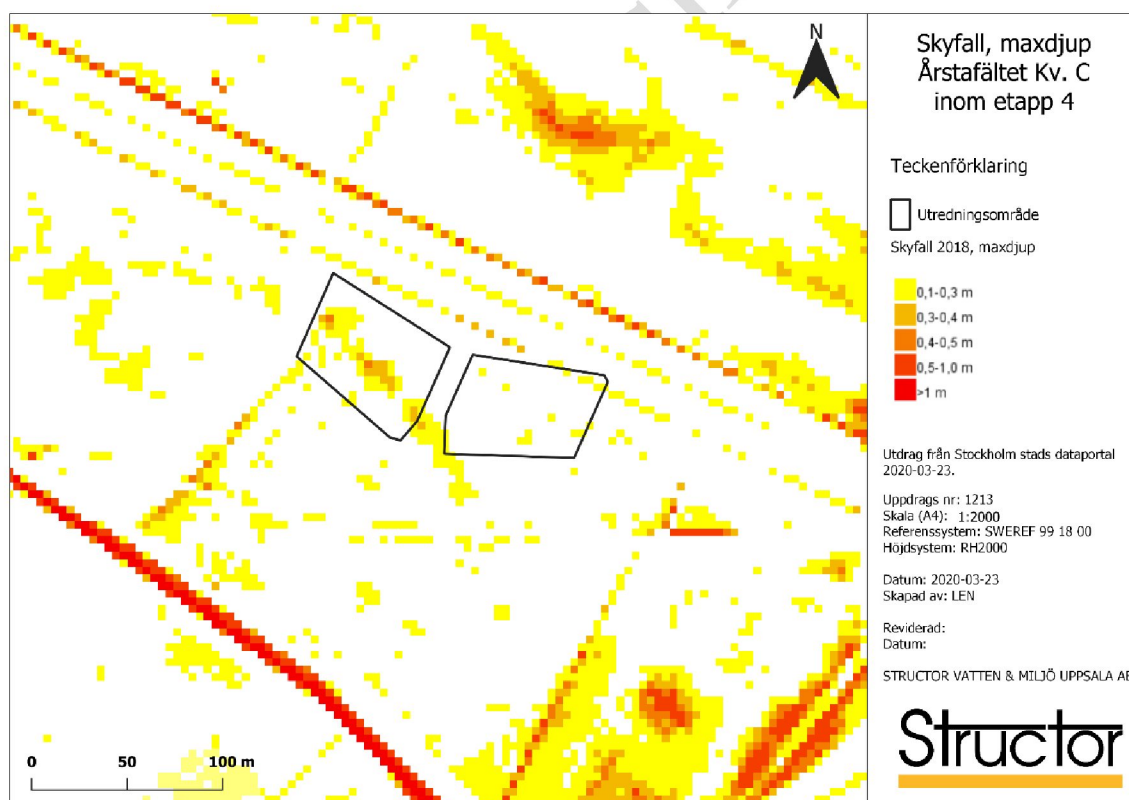 N
Skyfall, maxdjup
Årstafältet Kv. C
inom etapp 4
Teckenförklaring
Utredningsområde
Skyfall 2018, maxdjup
0,1-0,3 m
0,3-0,4 m
0,4-0,5 m
0,5-1,0 m
>1 m
Utdrag från Stockholm stads dataportal
2020-03-23.
Uppdrags nr: 1213
Skala (A4): 1:2000
Referenssystem: SWEREF 99 18 00
Höjdsystem: RH2000
Datum: 2020-03-23
Skapad av: LEN
Reviderad:
Datum:
STRUCTOR VATTEN & MILJÖ UPPSALA AB
Structor
0 50 100 m